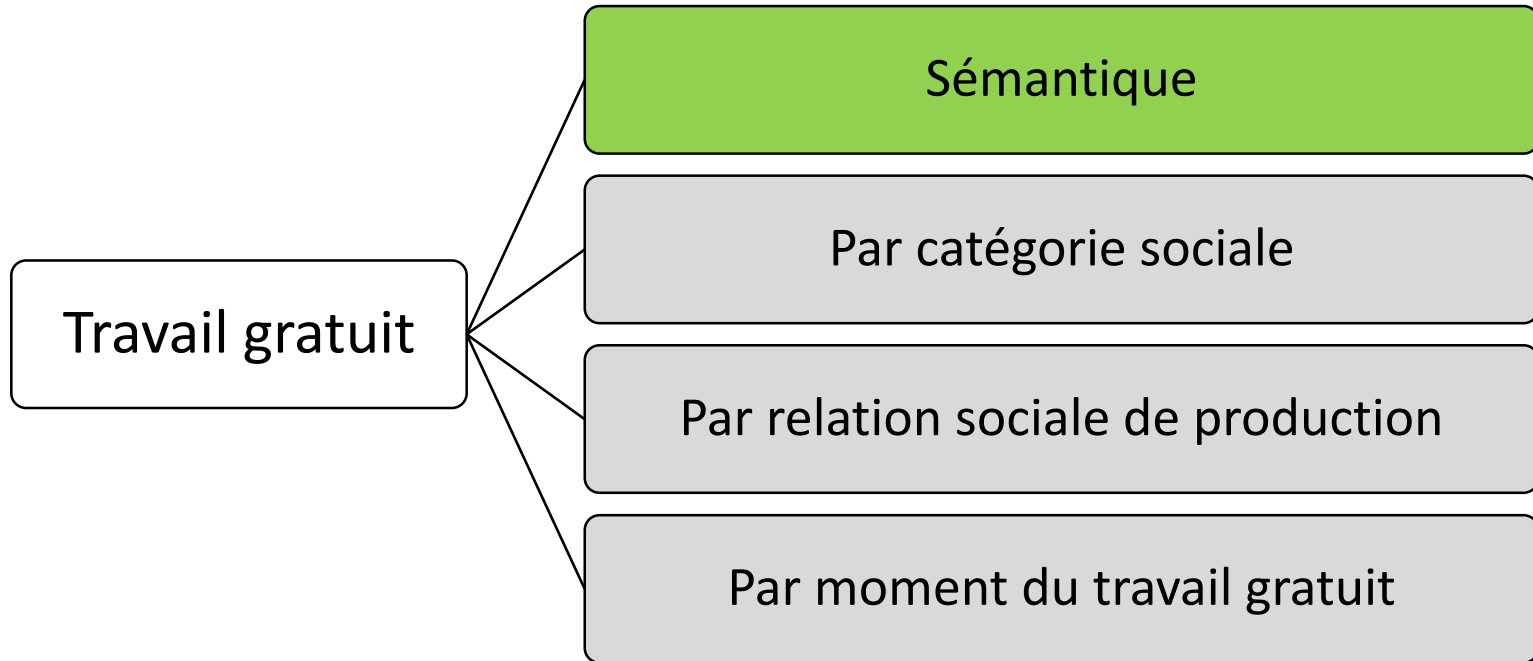 Sémantique
Par catégorie sociale
Travail gratuit
Par relation sociale de production
Par moment du travail gratuit